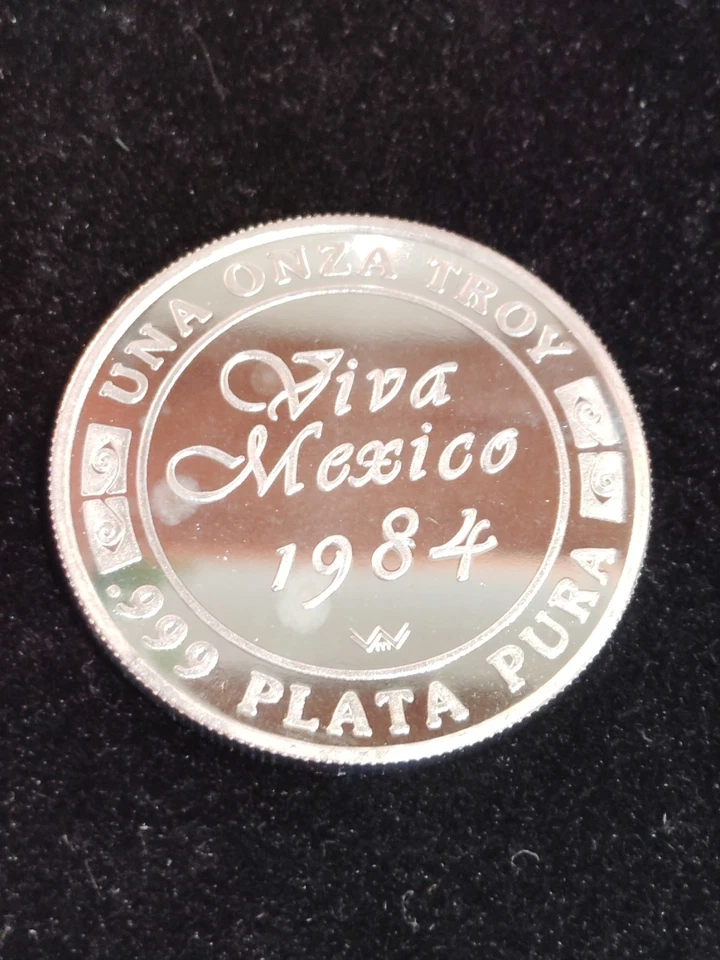 UNA ONZA TROY
Viva
Mexico
1984
.999 PLATA PURA